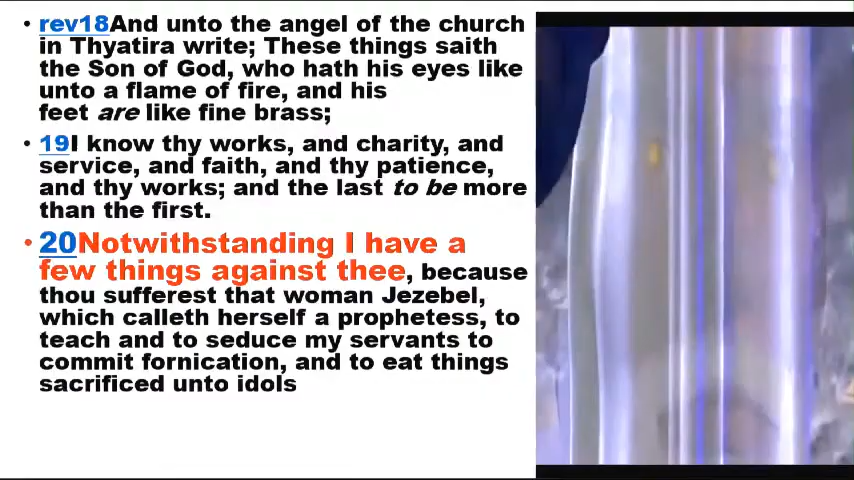 • rev18And unto the angel of the church
in Thyatira write; These things saith
the Son of God, who hath his eyes like
unto a flame of fire, and his
feet are like fine brass;
• 19I know thy works, and charity, and
service, and faith, and thy patience,
and thy works; and the last to be more
than the first.
• 20Notwithstanding I have a
few things against thee, because
thou sufferest that woman Jezebel,
which calleth herself a prophetess, to
teach and to seduce my servants to
commit fornication, and to eat things
sacrificed unto idols